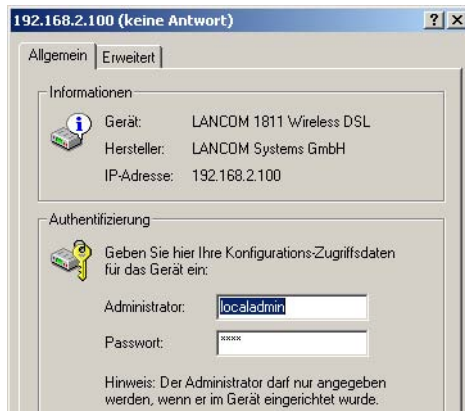 192.168.2.100 (keine Antwort)
Allgemein Erweitert
Informationen
Gerät: LANCOM 1811 Wireless DSL
Hersteller: LANCOM Systems GmbH
IP-Adresse: 192.168.2.100
Authentifizierung
Geben Sie hier Ihre Konfigurations-Zugriffsdaten
für das Gerät ein:
Administrator: localadmin
Passwort: xxxx
Hinweis: Der Administrator darf nur angegeben
werden, wenn er im Gerät eingerichtet wurde.